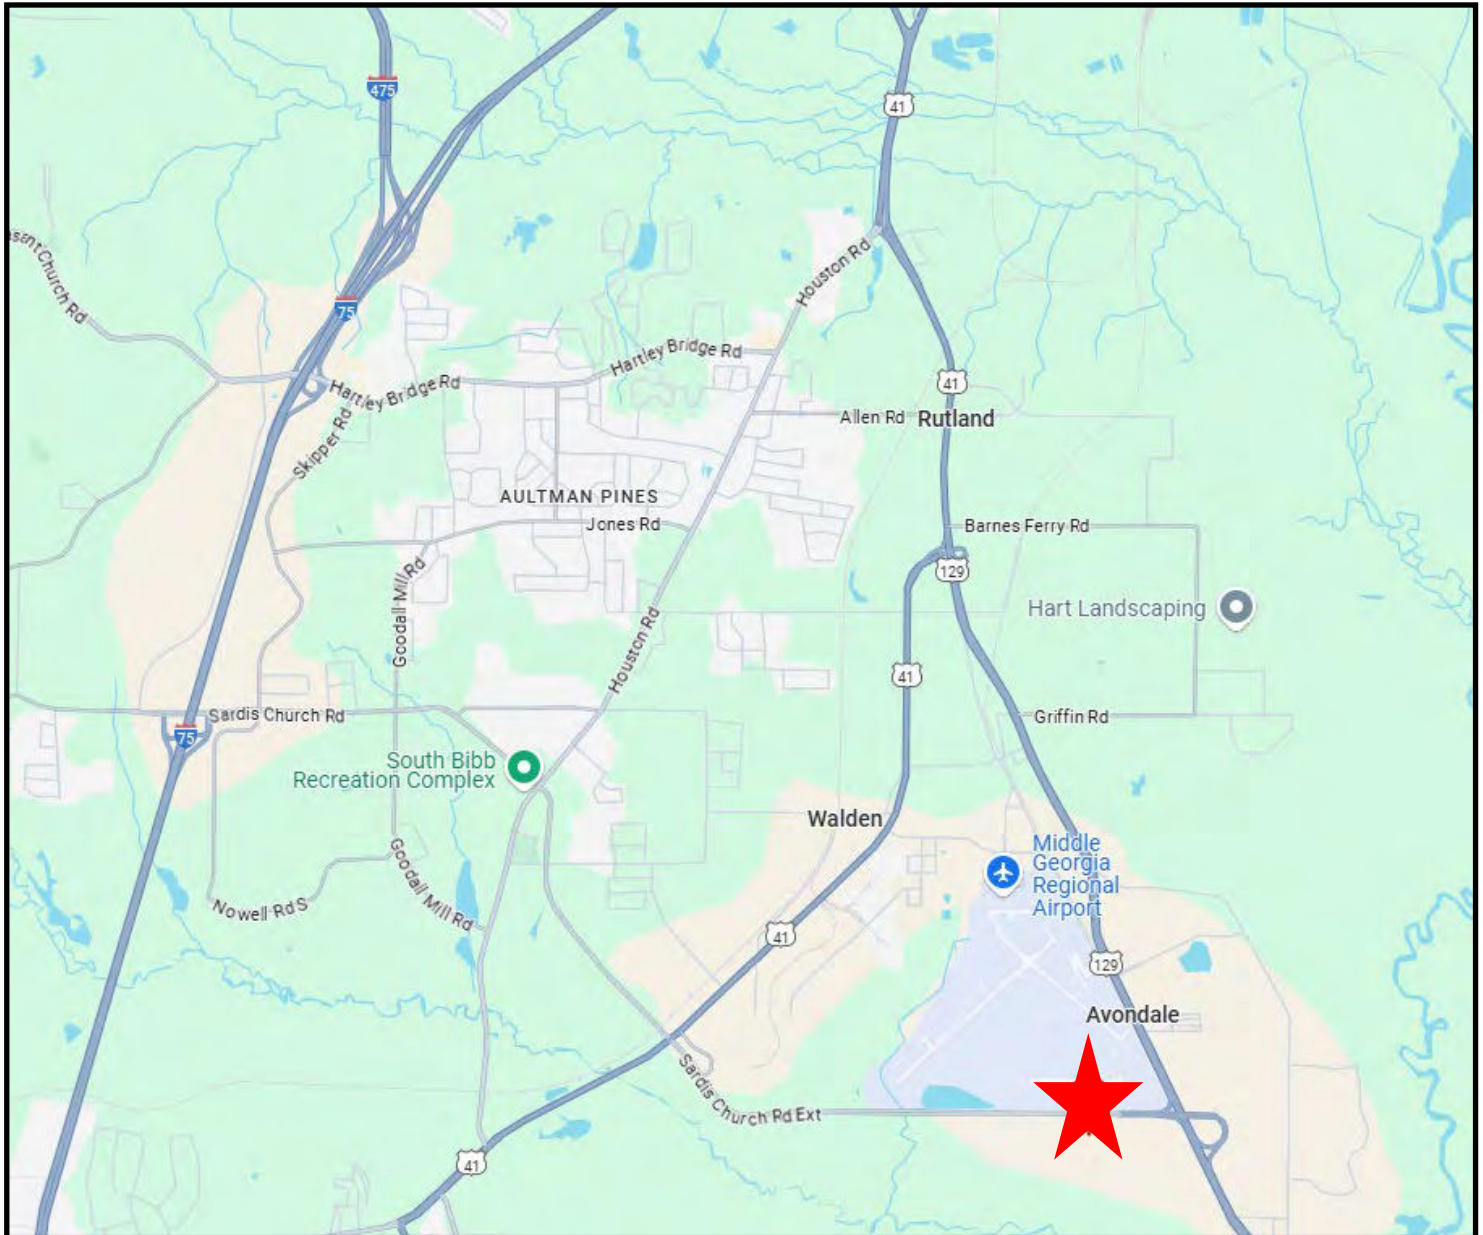 475
41
asant Church Rd
Houston Rd
75
Hartley Bridge Rd
Hartley Bridge Rd
41
Allen Rd
Rutland
Skipper Rd
AULTMAN PINES
Jones Rd
Barnes Ferry Rd
129
Goodall Mill Rd
Hart Landscaping
Houston Rd
41
Sardis Church Rd
Griffin Rd
75
South Bibb
Recreation Complex
Walden
Middle
Georgia
Regional
Airport
Goodall Mill Rd
Nowell Rd S
41
129
Avondale
Sardis Church Rd Ext
41